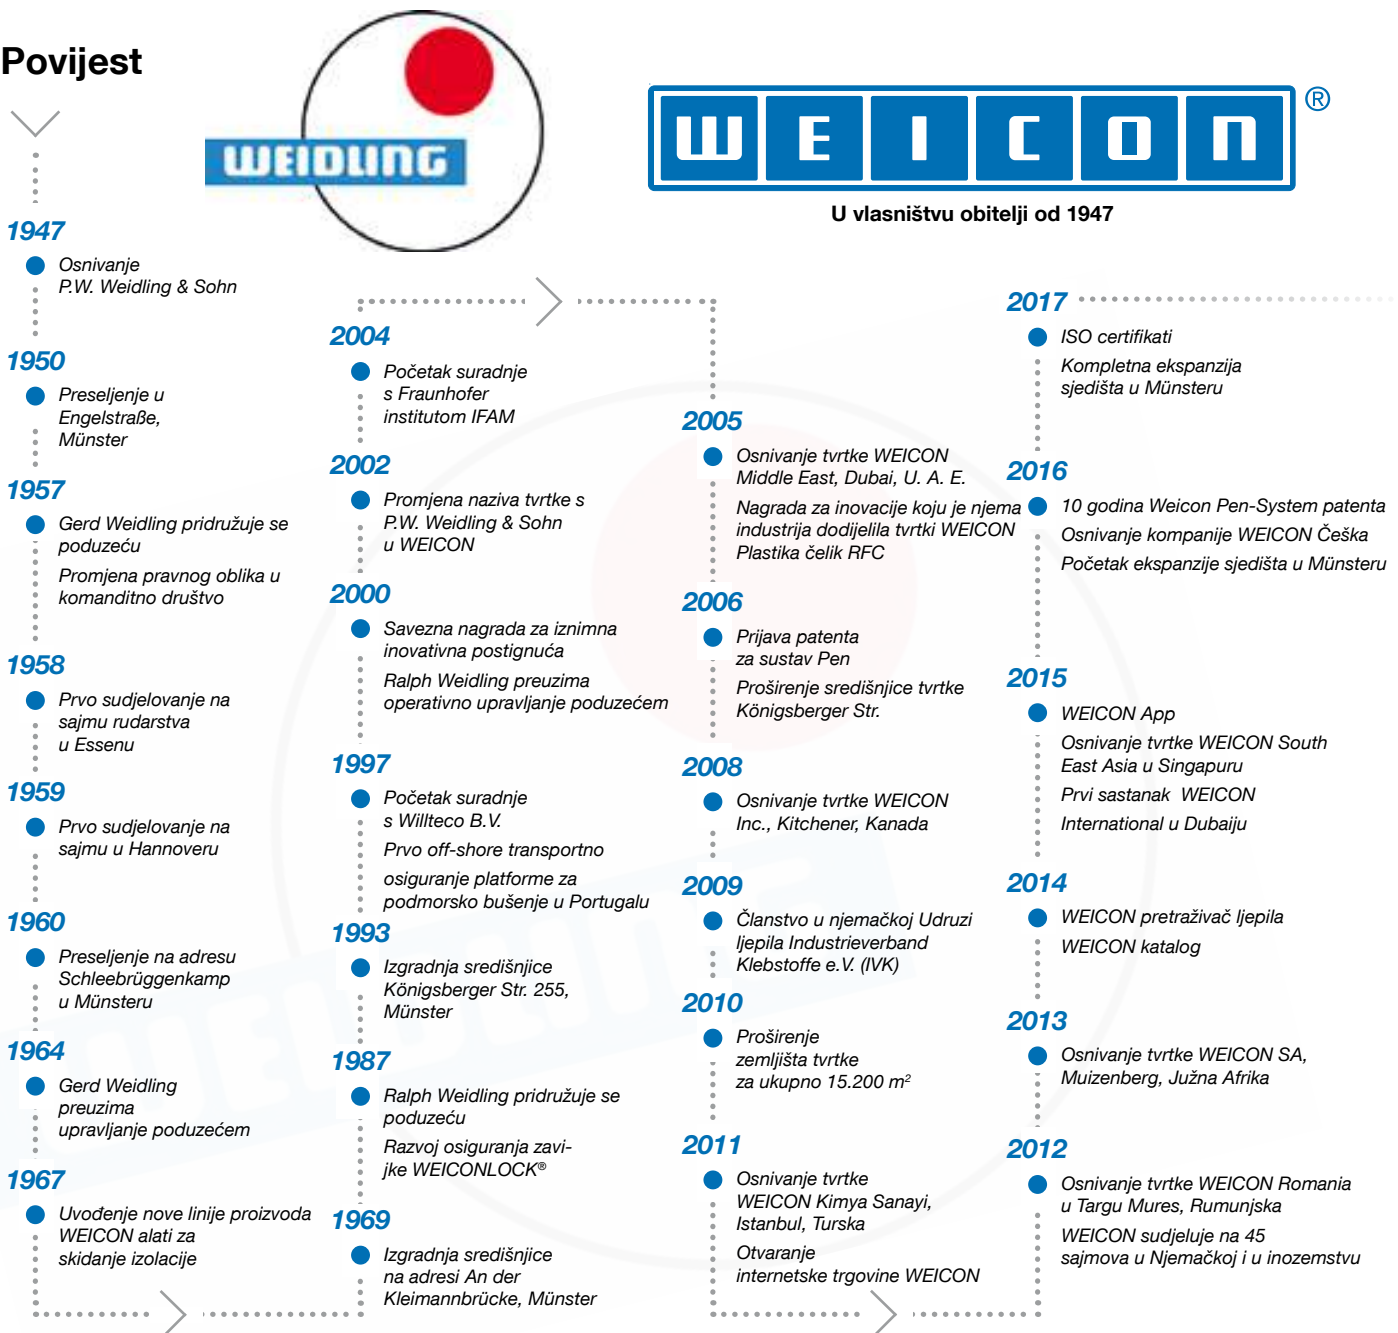 Povijest
WEIDLING
WEICON®
U vlasništvu obitelji od 1947
1947
Osnivanje
P.W. Weidling & Sohn
1950
Preseljenje u
Engelstraße,
Münster
1957
Gerd Weidling pridružuje se
poduzeću
Promjena pravnog oblika u
komanditno društvo
1958
Prvo sudjelovanje na
sajmu rudarstva
u Essenu
1959
Prvo sudjelovanje na
sajmu u Hannoveru
1960
Preseljenje na adresu
Schleebrüggenkamp
u Münsteru
1964
Gerd Weidling
preuzima
upravljanje poduzećem
1967
Uvođenje nove linije proizvoda
WEICON alati za
skidanje izolacije
1969
Izgradnja središnjice
na adresi An der
Kleimannbrücke, Münster
1987
Ralph Weidling pridružuje se
poduzeću
Razvoj osiguranja zavi-
jke WEICONLOCK®
1993
Izgradnja središnjice
Königsberger Str. 255,
Münster
1997
Početak suradnje
s Willteco B.V.
Prvo off-shore transportno
osiguranje platforme za
podmorsko bušenje u Portugalu
2000
Savezna nagrada za iznimna
inovativna postignuća
Ralph Weidling preuzima
operativno upravljanje poduzećem
2002
Promjena naziva tvrtke s
P.W. Weidling & Sohn
u WEICON
2004
Početak suradnje
s Fraunhofer
institutom IFAM
2005
Osnivanje tvrtke WEICON
Middle East, Dubai, U. A. E.
Nagrada za inovacije koju je njema
industrija dodijelila tvrtki WEICON
Plastika čelik RFC
2006
Prijava patenta
za sustav Pen
Proširenje središnjice tvrtke
Königsberger Str.
2008
Osnivanje tvrtke WEICON
Inc., Kitchener, Kanada
2009
Članstvo u njemačkoj Udruzi
ljepila Industrieverband
Klebstoffe e.V. (IVK)
2010
Proširenje
zemljišta tvrtke
za ukupno 15.200 m²
2011
Osnivanje tvrtke
WEICON Kimya Sanayi,
Istanbul, Turska
Otvaranje
internetske trgovine WEICON
2012
Osnivanje tvrtke WEICON Romania
u Targu Mures, Rumunjska
WEICON sudjeluje na 45
sajmova u Njemačkoj i u inozemstvu
2013
Osnivanje tvrtke WEICON SA,
Muizenberg, Južna Afrika
2014
WEICON pretraživač ljepila
WEICON katalog
2015
WEICON App
Osnivanje tvrtke WEICON South
East Asia u Singapuru
Prvi sastanak WEICON
International u Dubaiju
2016
10 godina Weicon Pen-System patenta
Osnivanje kompanije WEICON Češka
Početak ekspanzije sjedišta u Münsteru
2017
ISO certifikati
Kompletna ekspanzija
sjedišta u Münsteru